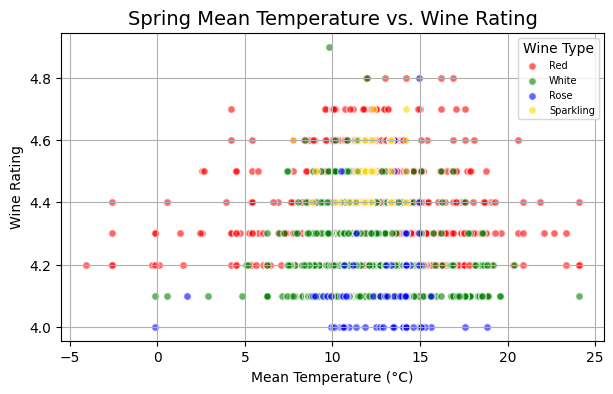 Spring Mean Temperature vs. Wine Rating
Wine Type
Red
White
Rose
Sparkling
Wine Rating
4.8
4.6
4.4
4.2
4.0
−5
0
5
10
15
20
25
Mean Temperature (°C)